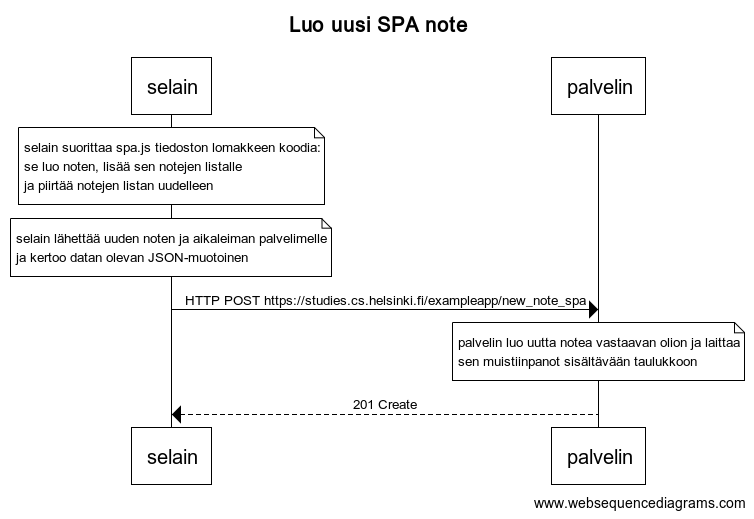 Luo uusi SPA note
selain
palvelin
selain suorittaa spa.js tiedoston lomakkeen koodia:
se luo noten, lisää sen notejen listalle
ja piirtää notejen listan uudelleen
selain lähettää uuden noten ja aikaleiman palvelimelle
ja kertoo datan olevan JSON-muotoinen
HTTP POST https://studies.cs.helsinki.fi/exampleapp/new_note_spa
palvelin luo uutta notea vastaavan olion ja laittaa
sen muistiinpanot sisältävään taulukkoon
201 Create
selain
palvelin
www.websequencediagrams.com